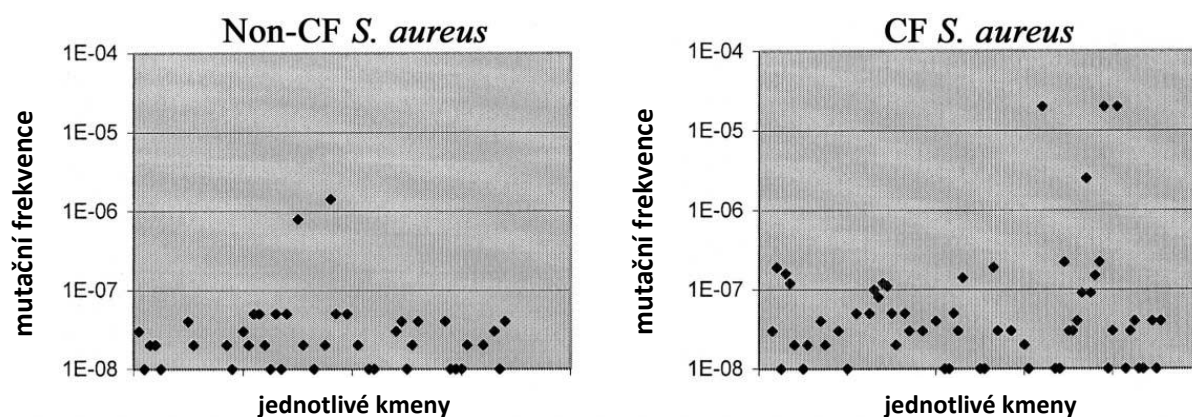 Non-CF S. aureus
1E-04
1E-05
1E-06
1E-07
1E-08
mutační frekvence
jednotlivé kmeny
CF S. aureus
1E-04
1E-05
1E-06
1E-07
1E-08
mutační frekvence
jednotlivé kmeny